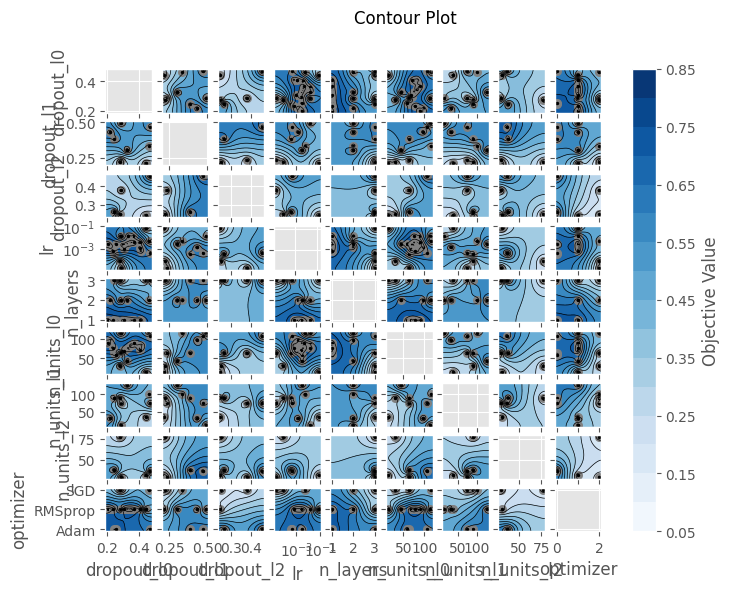 Contour Plot
dropout_l0
0.4
0.2
dropout_l1
0.50
0.25
dropout_l2
0.4
0.3
lr
10⁻¹
10⁻³
n_layers
3
2
1
n_units_l0
100
50
n_units_l1
100
50
n_units_l2
75
50
optimizer
SGD
RMSprop
Adam
0.2 0.4 0.25 0.50 0.3 0.4 10⁻³ 10⁻¹ 1 2 3 50 100 50 100 50 75 0 2
dropout_l0 dropout_l1 dropout_l2 lr n_layers n_units_l0 n_units_l1 n_units_l2 optimizer
0.85
0.75
0.65
0.55
0.45
0.35
0.25
0.15
0.05
Objective Value